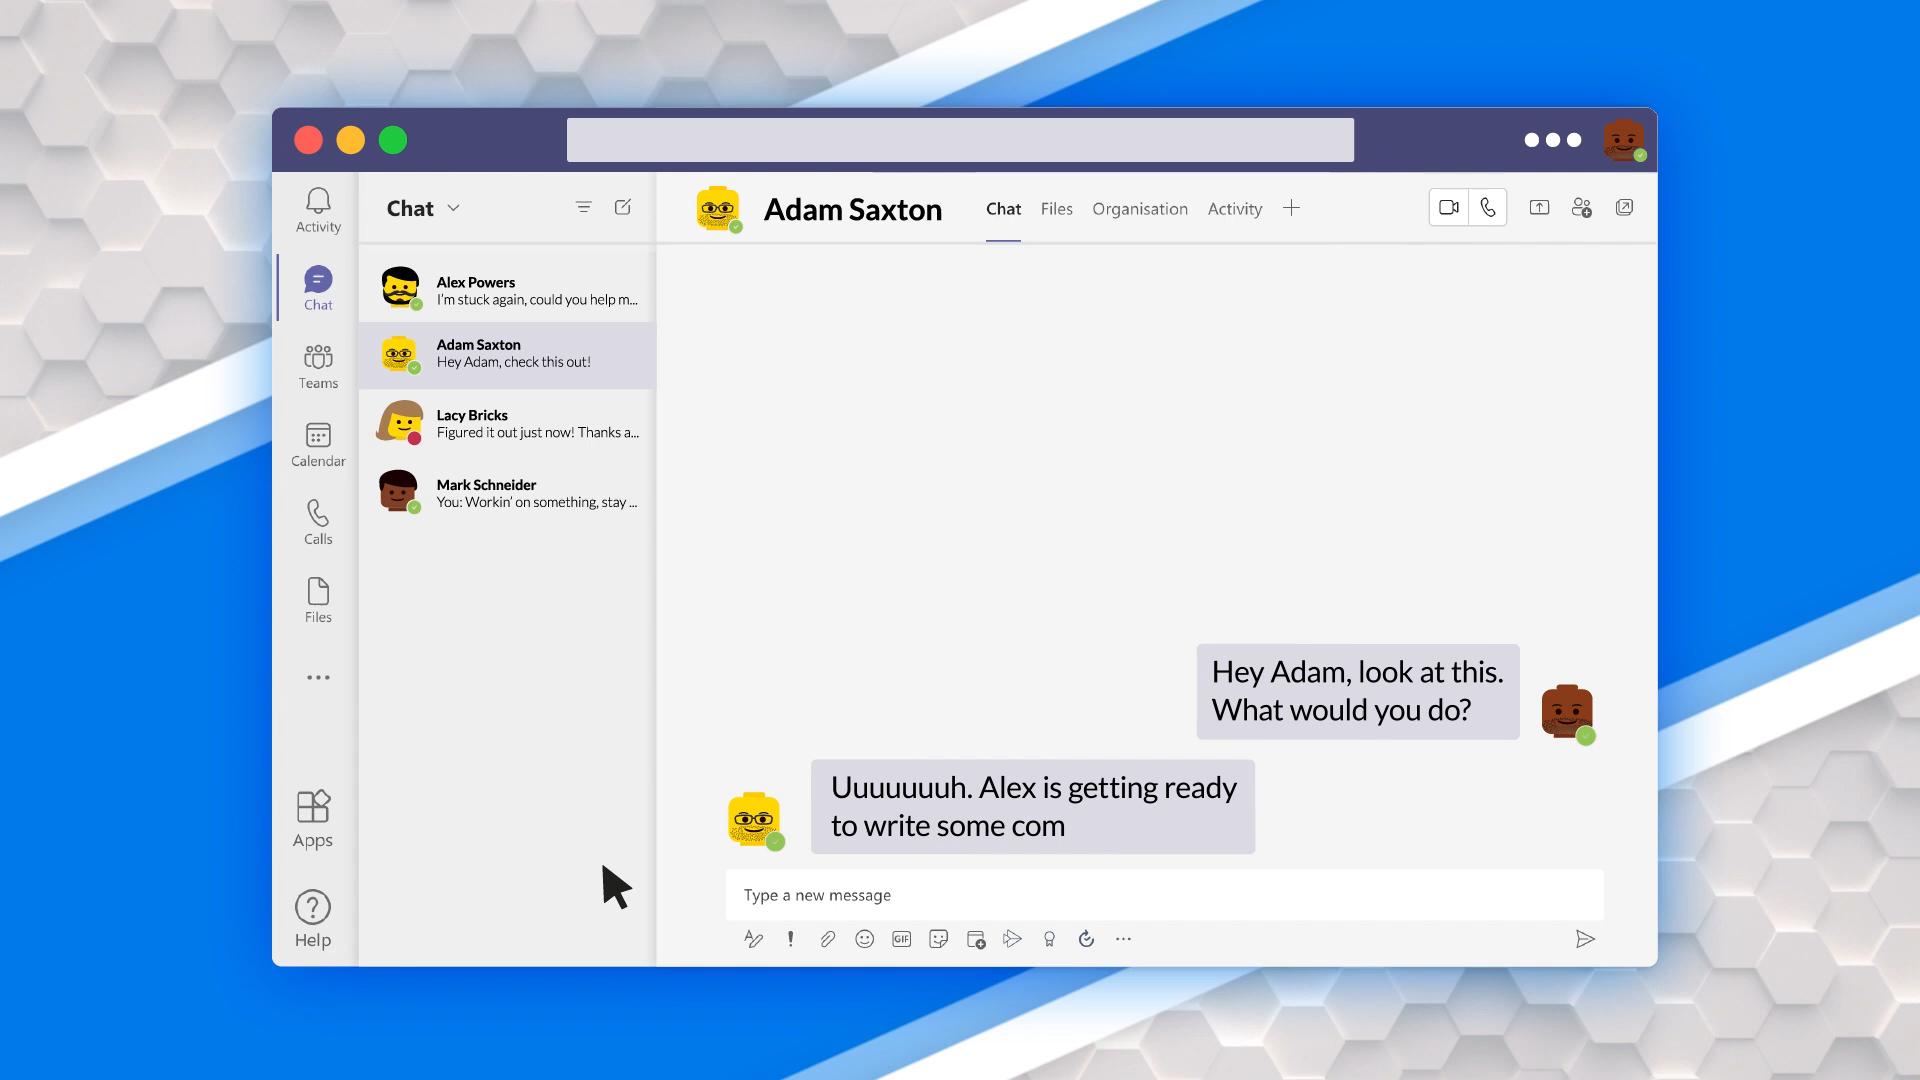 Activity
Chat
Teams
Calendar
Calls
Files
Apps
Help
Chat
Alex Powers
I'm stuck again, could you help m...
Adam Saxton
Hey Adam, check this out!
Lacy Bricks
Figured it out just now! Thanks a...
Mark Schneider
You: Workin' on something, stay ...
Adam Saxton
Chat Files Organisation Activity
Hey Adam, look at this.
What would you do?
Uuuuuuuh. Alex is getting ready
to write some com
Type a new message
GIF